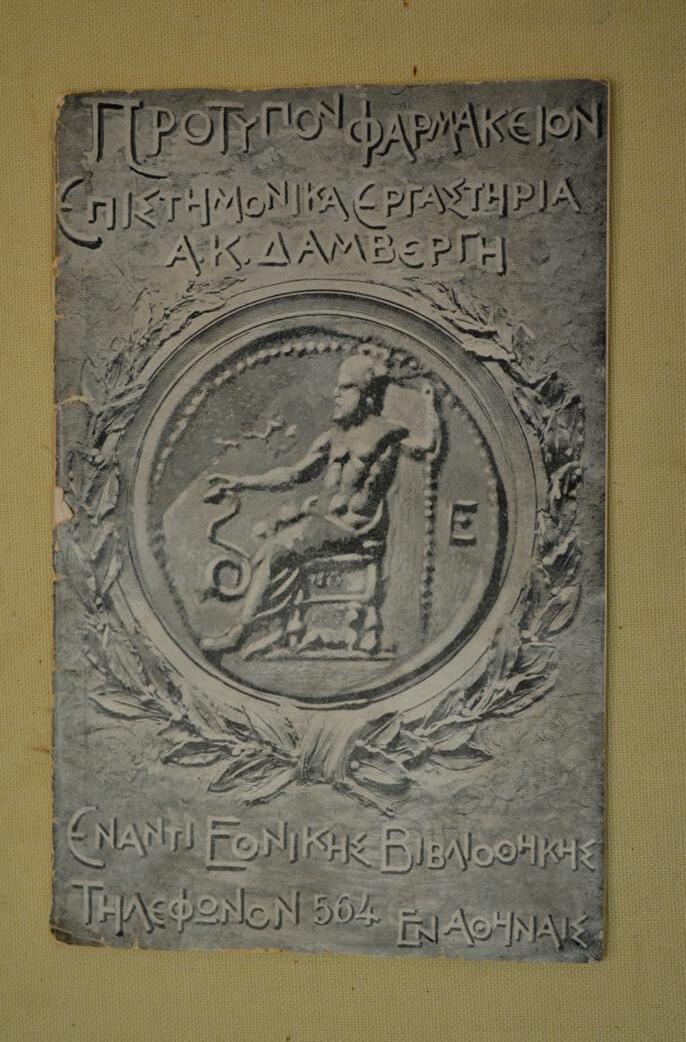 ΠΡΟΤΥΠΟΝ ΦΑΡΜΑΚΕΙΟΝ
ΕΠΙΣΤΗΜΟΝΙΚΑ ΕΡΓΑΣΤΗΡΙΑ
Α.Κ. ΔΑΜΒΕΡΓΗ
Ε
ΕΝΑΝΤΙ ΕΘΝΙΚΗΣ ΒΙΒΛΙΟΘΗΚΗΣ
ΤΗΛΕΦΩΝΟΝ 564 ΕΝ ΑΘΗΝΑΙΣ